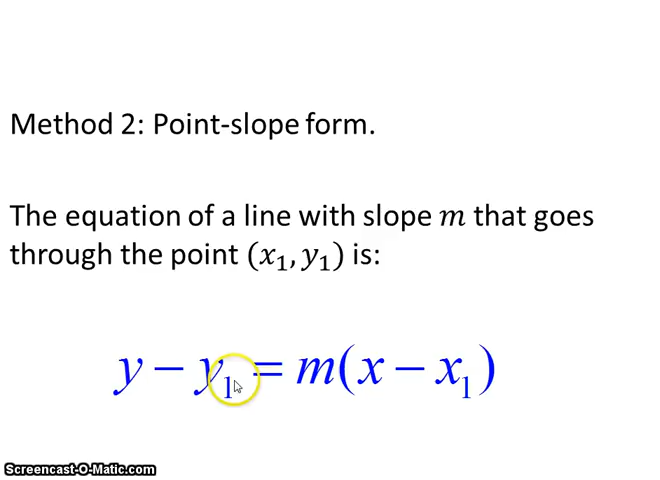 Method 2: Point-slope form.
The equation of a line with slope m that goes
through the point (x₁, y₁) is:
y − y₁ = m(x − x₁)
Screencast-O-Matic.com